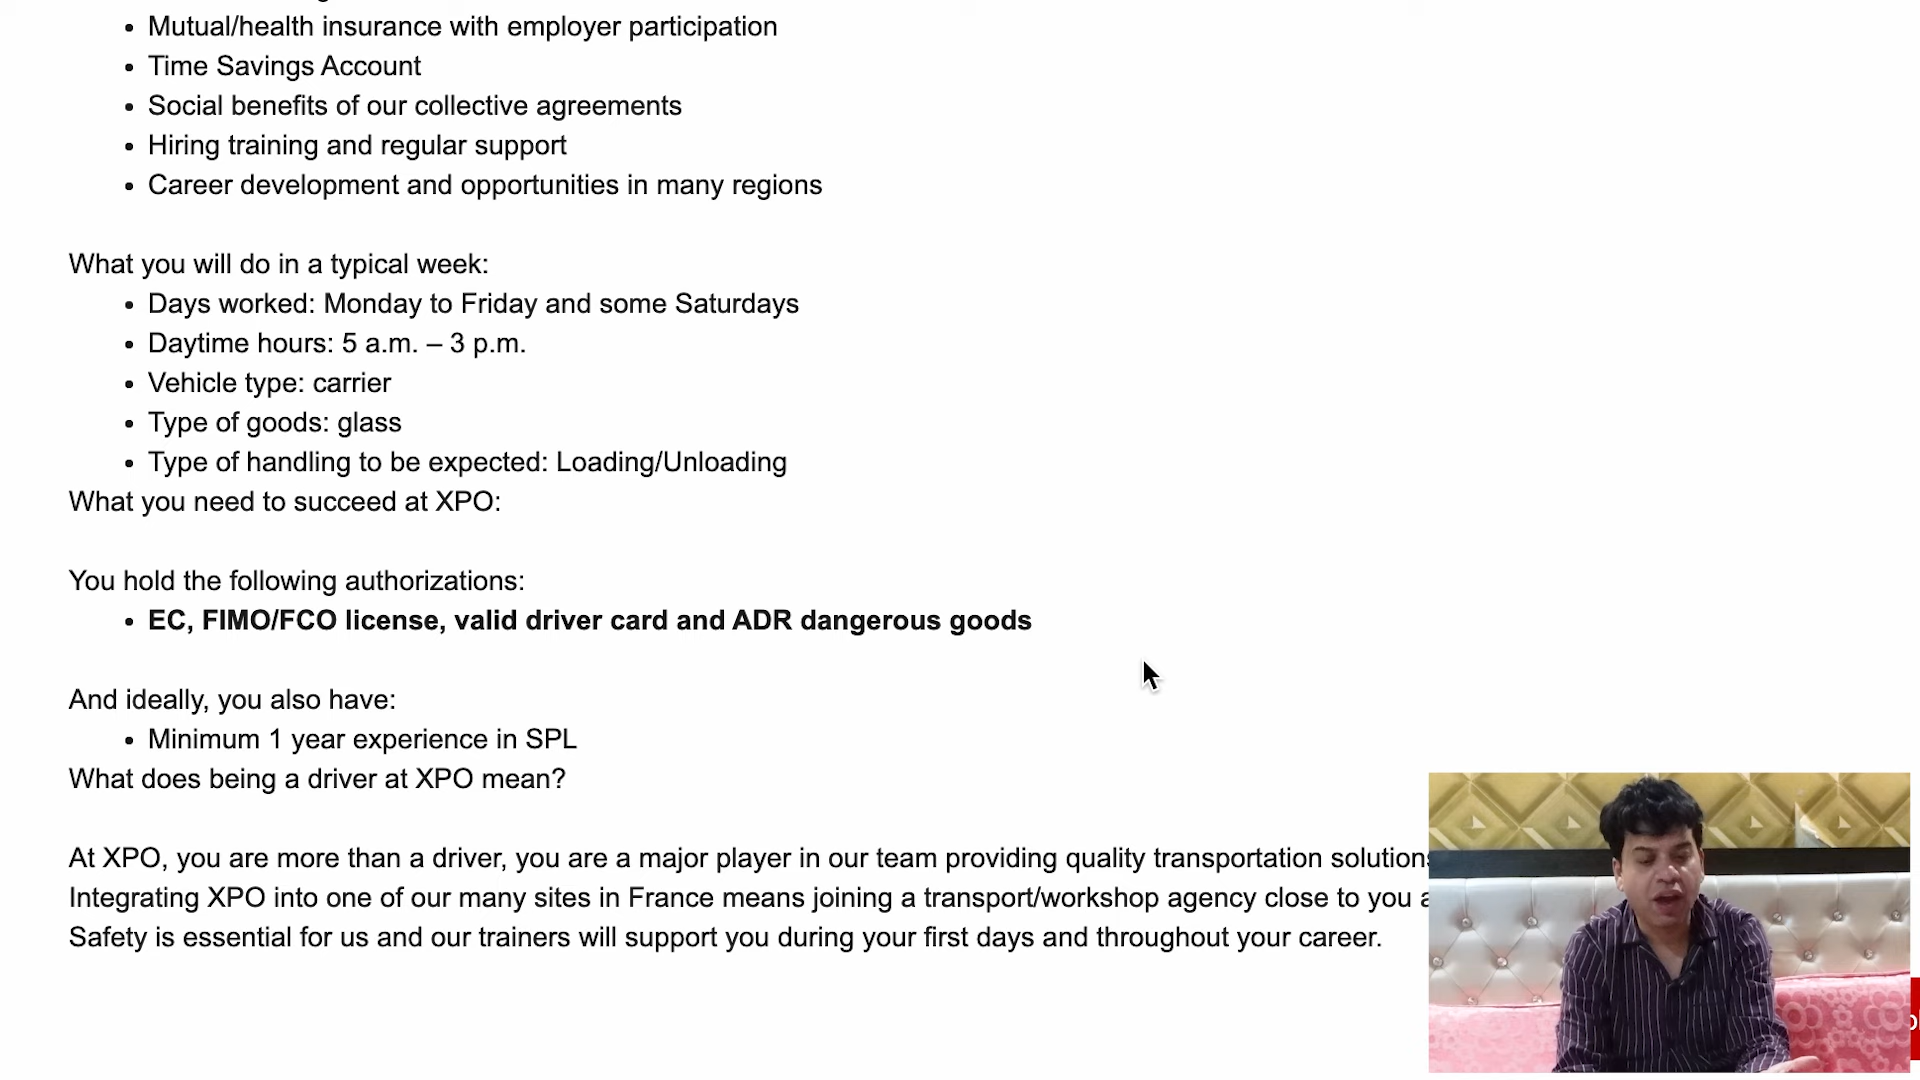 Mutual/health insurance with employer participation
Time Savings Account
Social benefits of our collective agreements
Hiring training and regular support
Career development and opportunities in many regions
What you will do in a typical week:
Days worked: Monday to Friday and some Saturdays
Daytime hours: 5 a.m. – 3 p.m.
Vehicle type: carrier
Type of goods: glass
Type of handling to be expected: Loading/Unloading
What you need to succeed at XPO:
You hold the following authorizations:
EC, FIMO/FCO license, valid driver card and ADR dangerous goods
And ideally, you also have:
Minimum 1 year experience in SPL
What does being a driver at XPO mean?
At XPO, you are more than a driver, you are a major player in our team providing quality transportation solutions
Integrating XPO into one of our many sites in France means joining a transport/workshop agency close to you
Safety is essential for us and our trainers will support you during your first days and throughout your career.